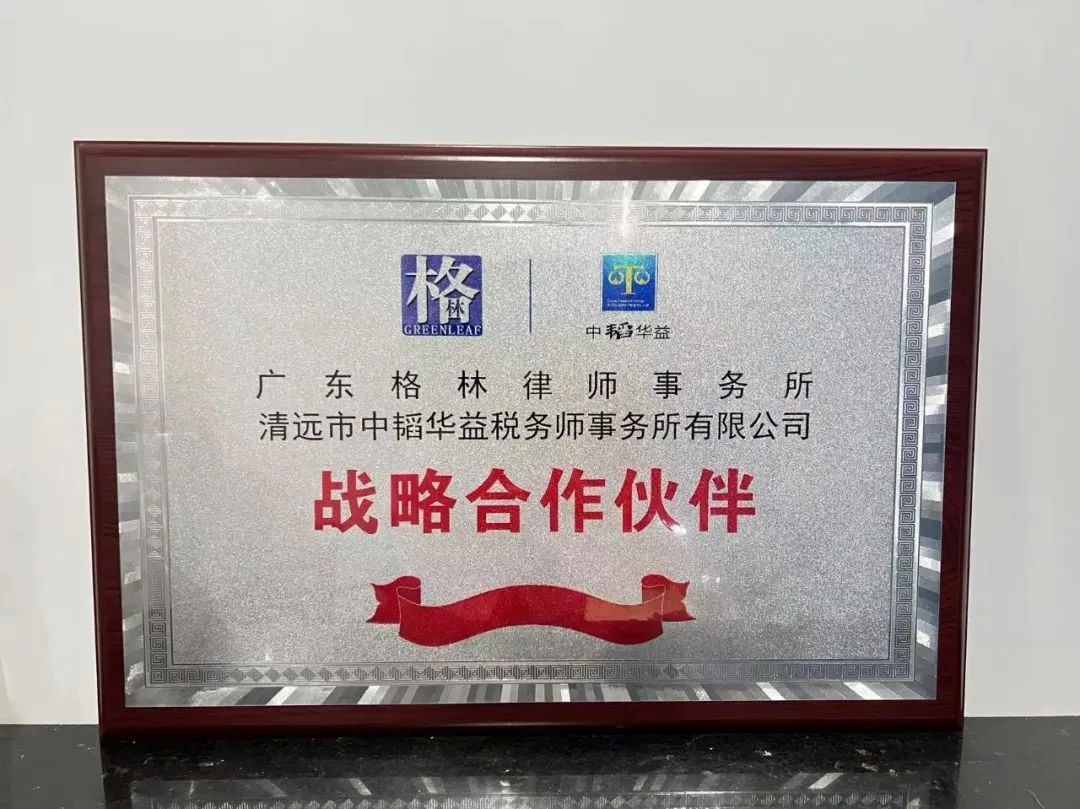 格林
GREENLEAF
中韬华益
广东格林律师事务所
清远市中韬华益税务师事务所有限公司
战略合作伙伴